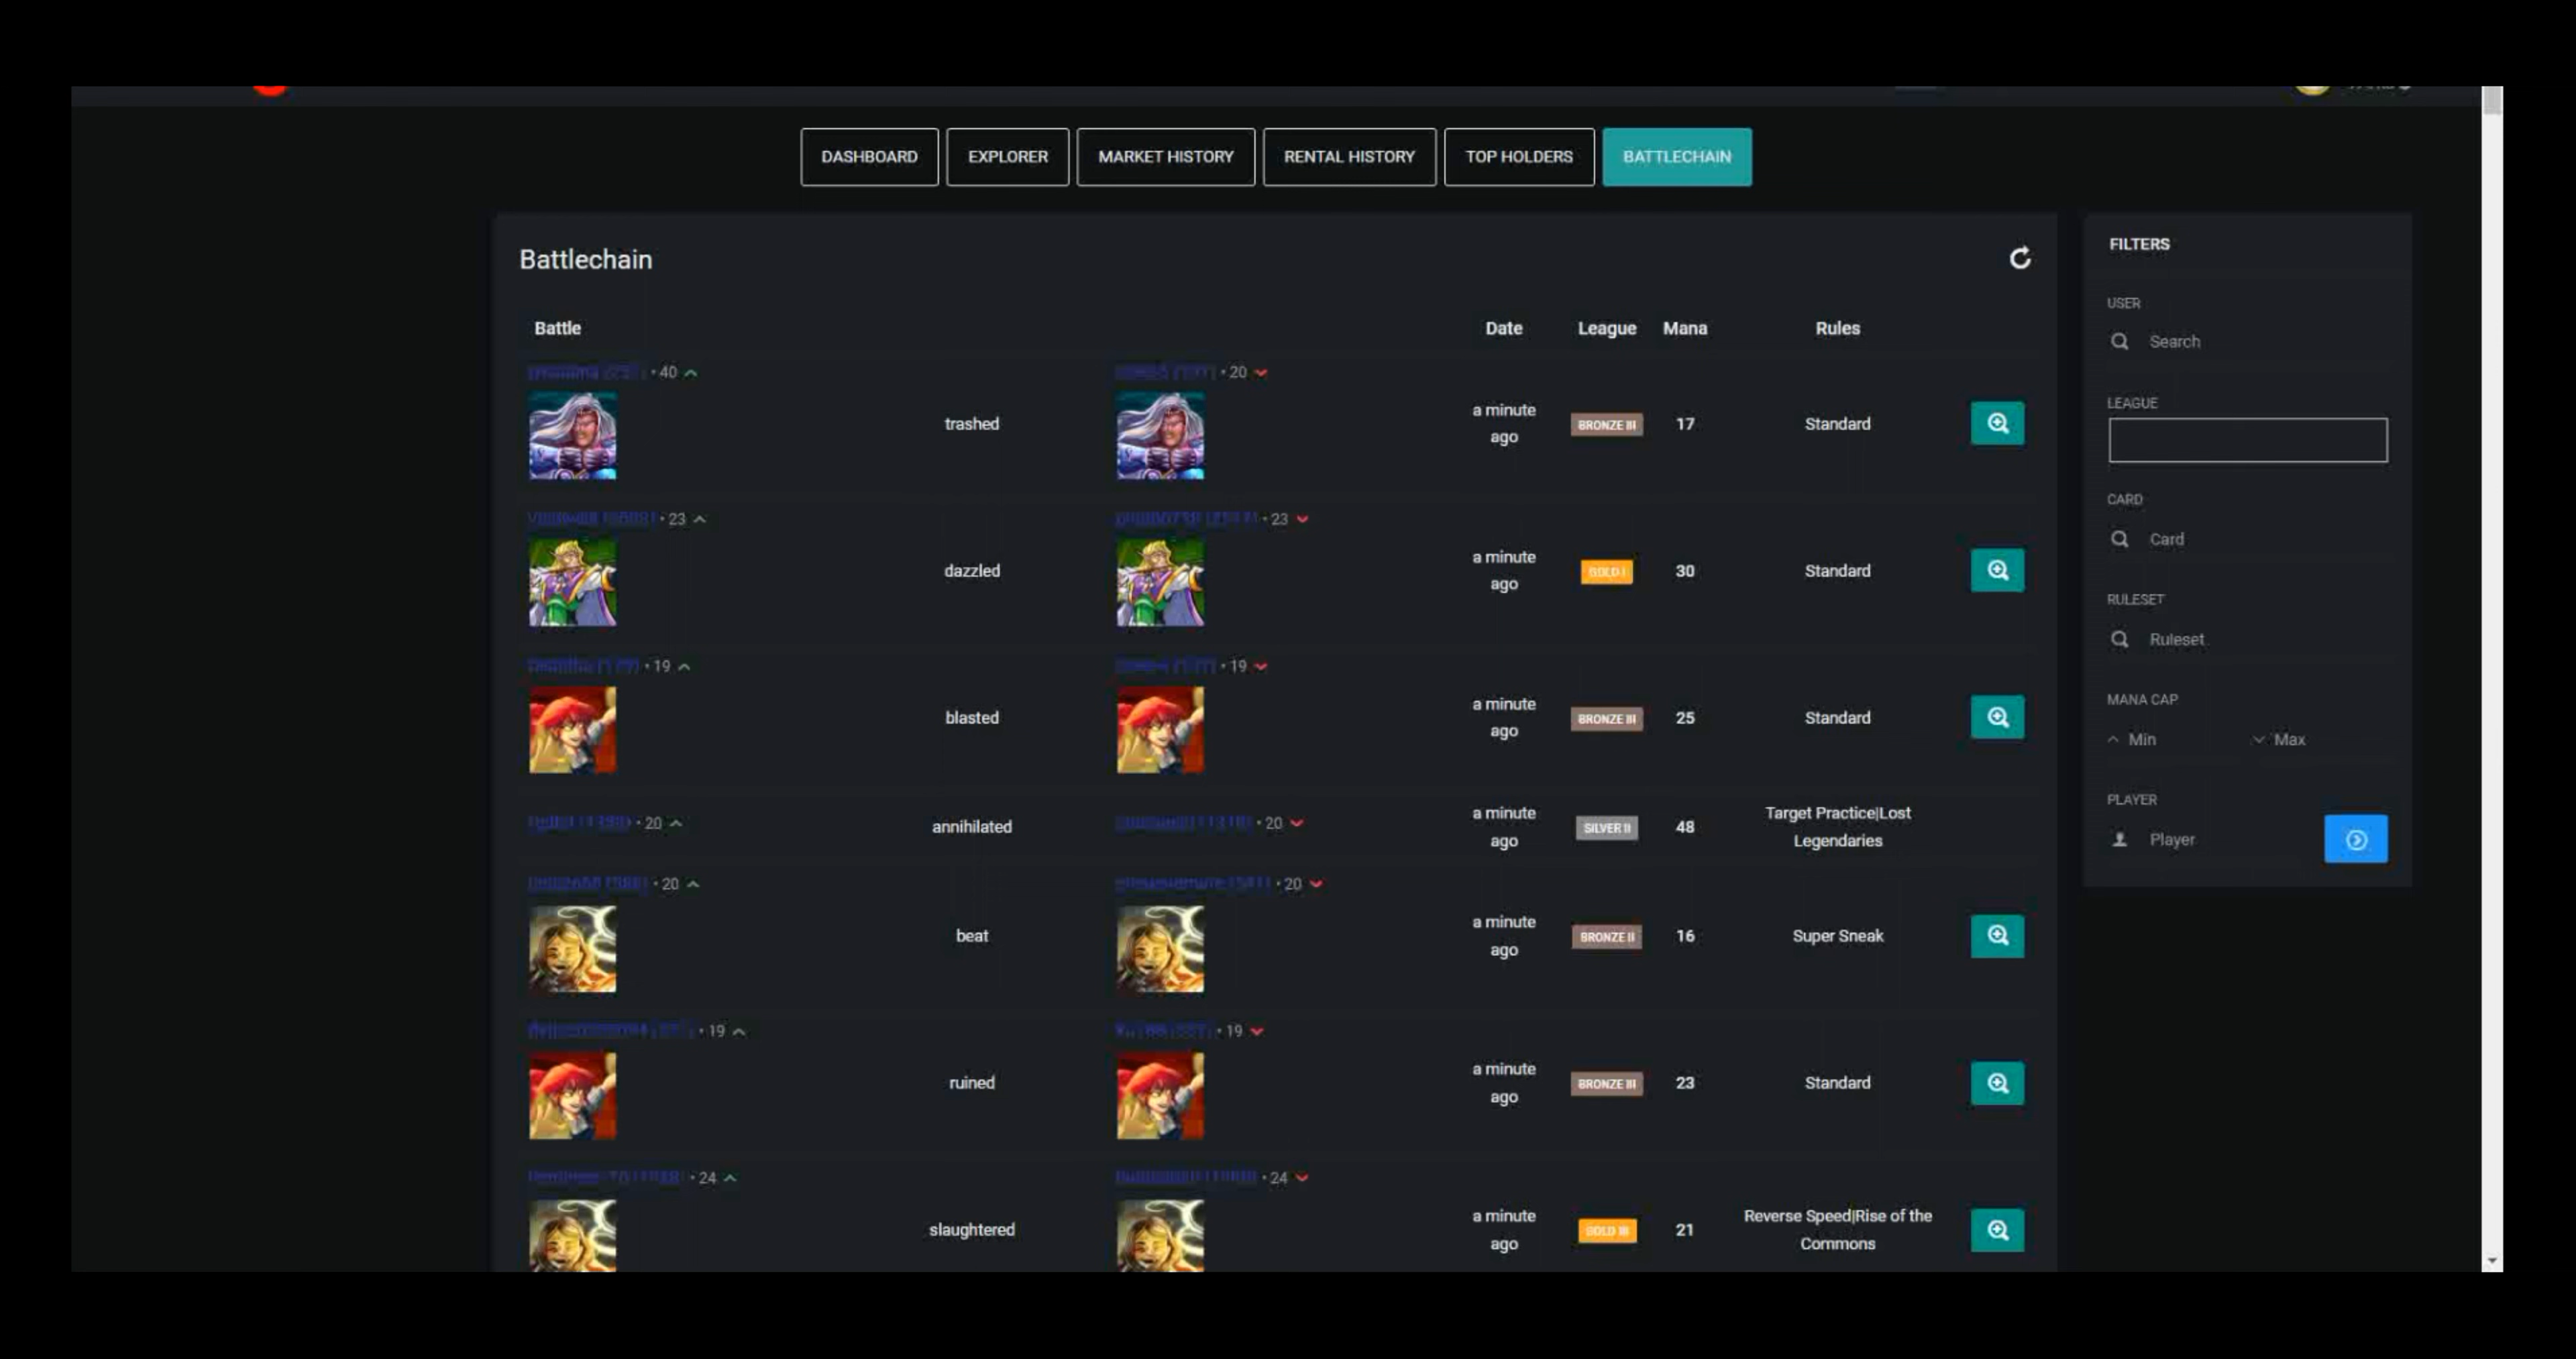 DASHBOARD EXPLORER MARKET HISTORY RENTAL HISTORY TOP HOLDERS BATTLECHAIN
Battlechain
Battle Date League Mana Rules
• 40 • 20
trashed a minute ago BRONZE III 17 Standard
• 23 • 23
dazzled a minute ago GOLD I 30 Standard
• 19 • 19
blasted a minute ago BRONZE III 25 Standard
• 20 annihilated • 20 a minute ago SILVER II 48 Target Practice|Lost Legendaries
• 20 • 20
beat a minute ago BRONZE II 16 Super Sneak
• 19 • 19
ruined a minute ago BRONZE III 23 Standard
• 24 • 24
slaughtered a minute ago GOLD III 21 Reverse Speed|Rise of the Commons
FILTERS
USER
Search
LEAGUE
CARD
Card
RULESET
Ruleset
MANA CAP
Min Max
PLAYER
Player